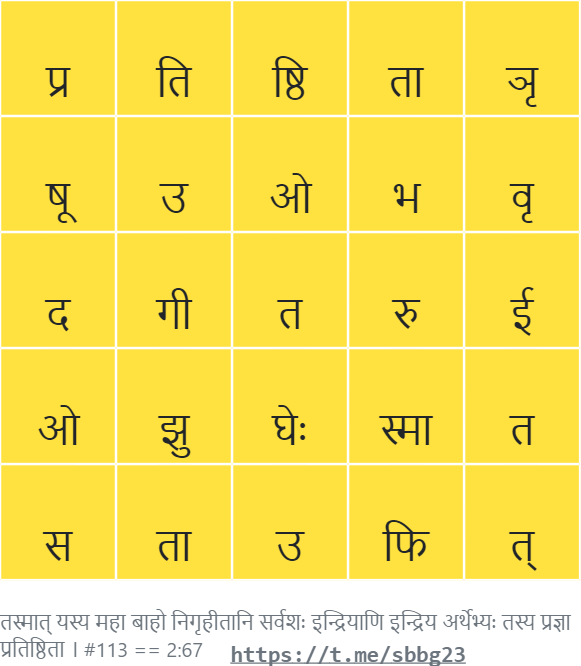 प्र ति ष्ठि ता ञृ
षू उ ओ भ वृ
द गी त रु ई
ओ झु घेः स्मा त
स ता उ फि त्
तस्मात् यस्य महा बाहो निगृहीतानि सर्वशः इन्द्रियाणि इन्द्रिय अर्थेभ्यः तस्य प्रज्ञा
प्रतिष्ठिता । #113 == 2:67 https://t.me/sbbg23